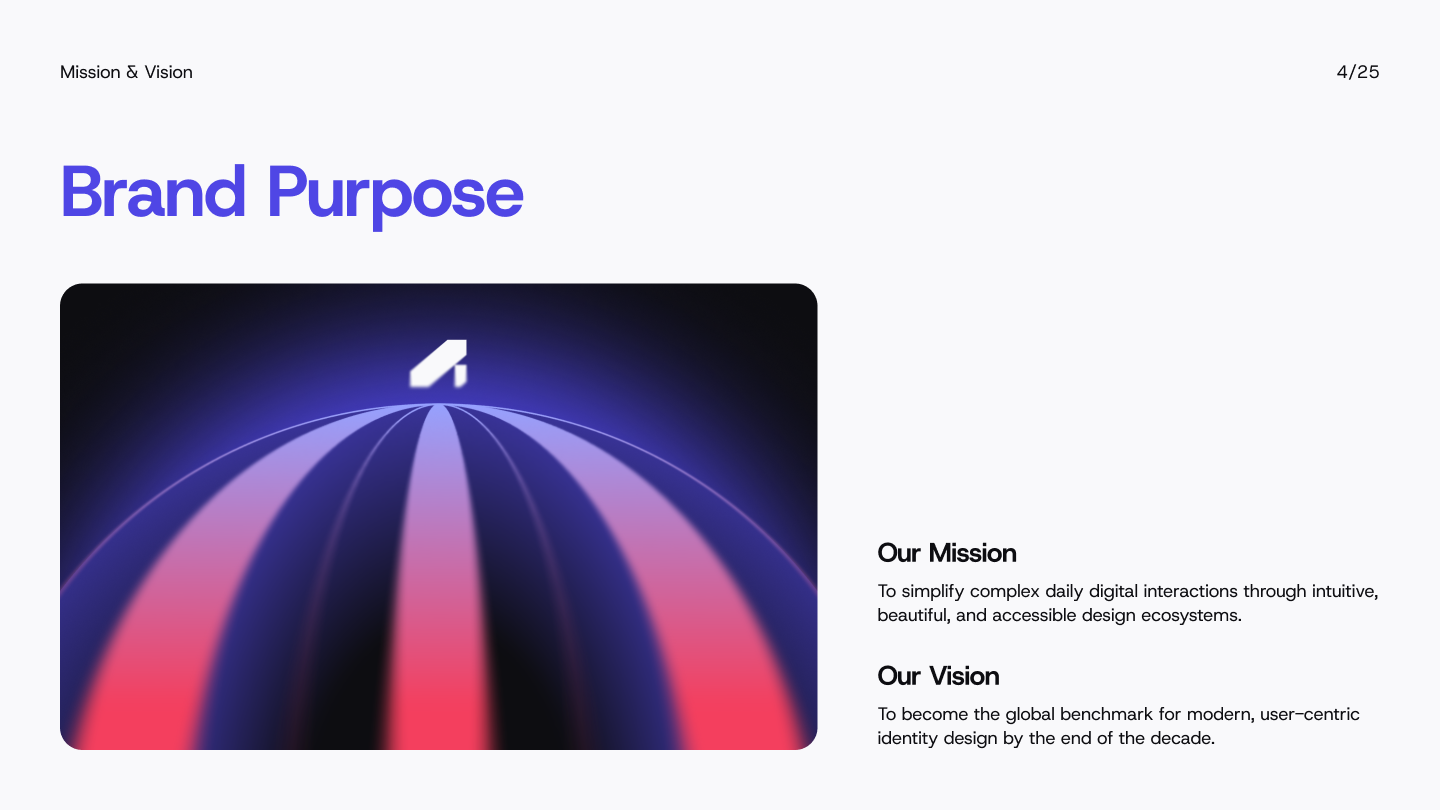 Mission & Vision
4/25
Brand Purpose
Our Mission
To simplify complex daily digital interactions through intuitive,
beautiful, and accessible design ecosystems.
Our Vision
To become the global benchmark for modern, user-centric
identity design by the end of the decade.